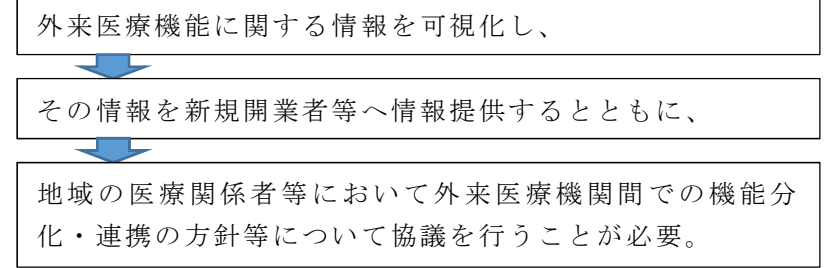 外来医療機能に関する情報を可視化し、
その情報を新規開業者等へ情報提供するとともに、
地域の医療関係者等において外来医療機関間での機能分
化・連携の方針等について協議を行うことが必要。